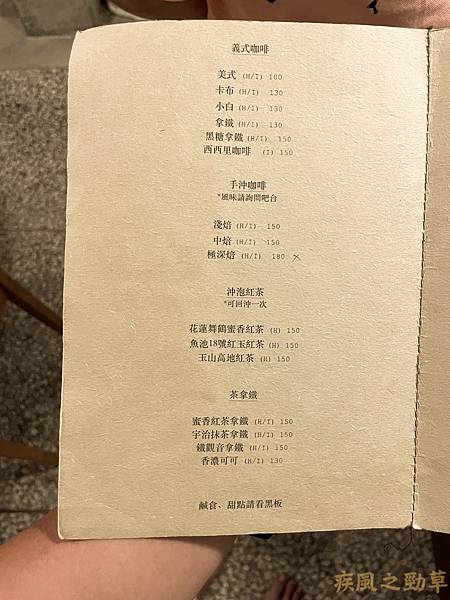 義式咖啡
美式 (H/I) 100
卡布 (H/I) 130
小白 (H/I) 130
拿鐵 (H/I) 130
黑糖拿鐵 (H/I) 150
西西里咖啡 (I) 150
手沖咖啡
*風味請詢問吧台
淺焙 (H/I) 150
中焙 (H/I) 150
極深焙 (H/I) 180 ×
沖泡紅茶
*可回沖一次
花蓮舞鶴蜜香紅茶 (H) 150
魚池18號紅玉紅茶 (H) 150
玉山高地紅茶 (H) 150
茶拿鐵
蜜香紅茶拿鐵 (H/I) 150
宇治抹茶拿鐵 (H/I) 150
鐵觀音拿鐵 (H/I) 150
香濃可可 (H/I) 130
鹹食、甜點請看黑板
疾風之勁草